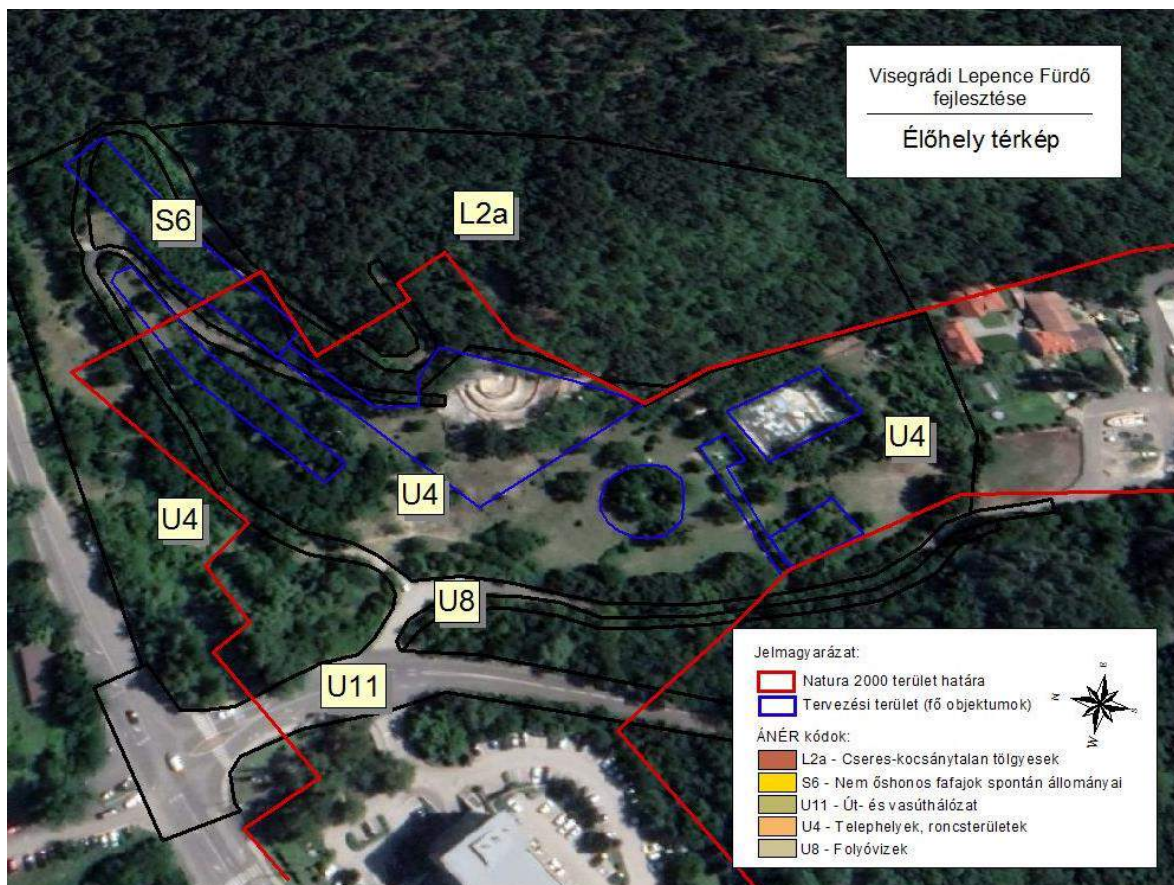 Visegrádi Lepence Fürdő
fejlesztése
Élőhely térkép
S6
L2a
U4
U4
U4
U8
U11
Jelmagyarázat:
Natura 2000 terület határa
Tervezési terület (fő objektumok)
ÁNÉR kódok:
L2a - Cseres-kocsánytalan tölgyesek
S6 - Nem őshonos fafajok spontán állományai
U11 - Út- és vasúthálózat
U4 - Telephelyek, roncsterületek
U8 - Folyóvizek
W